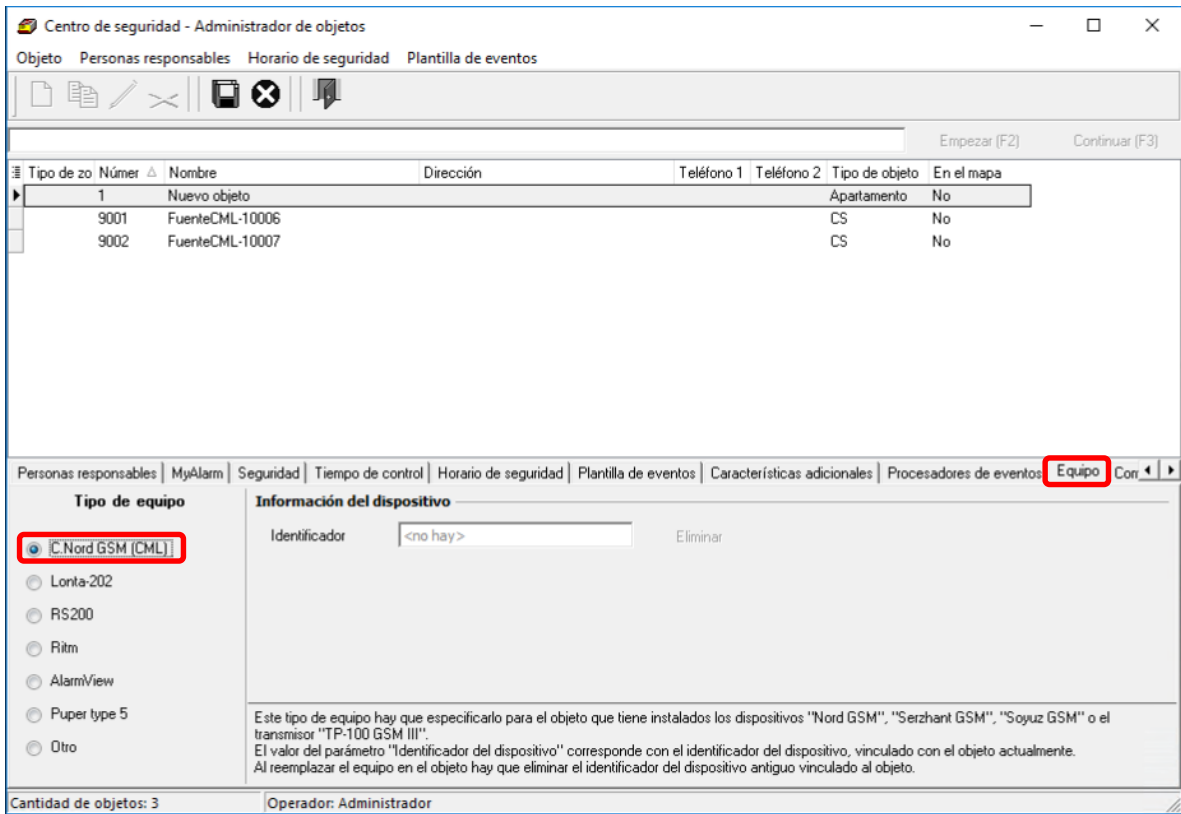 Centro de seguridad - Administrador de objetos
Objeto Personas responsables Horario de seguridad Plantilla de eventos
Empezar (F2) Continuar (F3)
Tipo de zo Númer Nombre Dirección Teléfono 1 Teléfono 2 Tipo de objeto En el mapa
1 Nuevo objeto Apartamento No
9001 FuenteCML-10006 CS No
9002 FuenteCML-10007 CS No
Personas responsables MyAlarm Seguridad Tiempo de control Horario de seguridad Plantilla de eventos Características adicionales Procesadores de eventos Equipo Com
Tipo de equipo
Información del dispositivo
Identificador <no hay> Eliminar
C.Nord GSM (CML)
Lonta-202
RS200
Ritm
AlarmView
Puper type 5
Otro
Este tipo de equipo hay que especificarlo para el objeto que tiene instalados los dispositivos "Nord GSM", "Serzhant GSM", "Soyuz GSM" o el
transmisor "TP-100 GSM III".
El valor del parámetro "Identificador del dispositivo" corresponde con el identificador del dispositivo, vinculado con el objeto actualmente.
Al reemplazar el equipo en el objeto hay que eliminar el identificador del dispositivo antiguo vinculado al objeto.
Cantidad de objetos: 3 Operador: Administrador